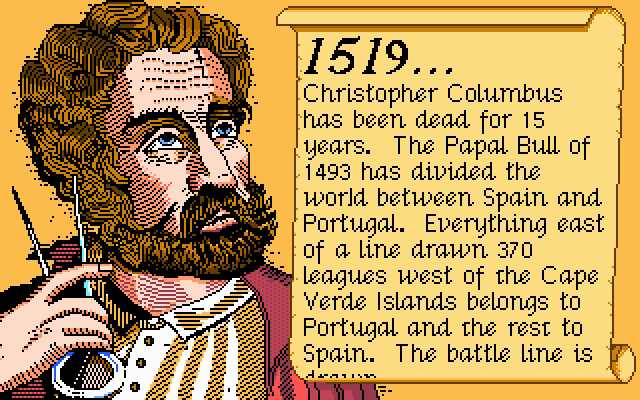 1519...
Christopher Columbus
has been dead for 15
years.  The Papal Bull of
1493 has divided the
world between Spain and
Portugal.  Everything east
of a line drawn 370
leagues west of the Cape
Verde Islands belongs to
Portugal and the rest to
Spain.  The battle line is
drawn